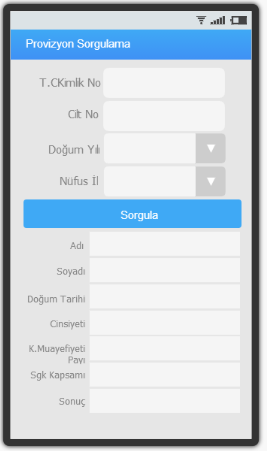 Provizyon Sorgulama
T.CKimlik No
Cilt No
Doğum Yılı
Nüfus İl
Sorgula
Adı
Soyadı
Doğum Tarihi
Cinsiyeti
K.Muayefiyeti
Payı
Sgk Kapsamı
Sonuç